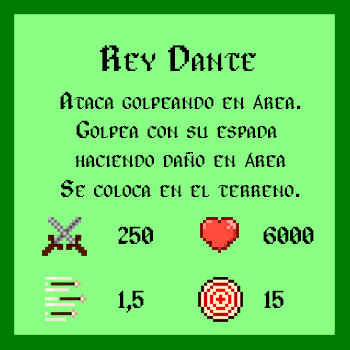 Rey Dante
Ataca golpeando en área.
Golpea con su espada
haciendo daño en área
Se coloca en el terreno.
250 6000
1,5 15